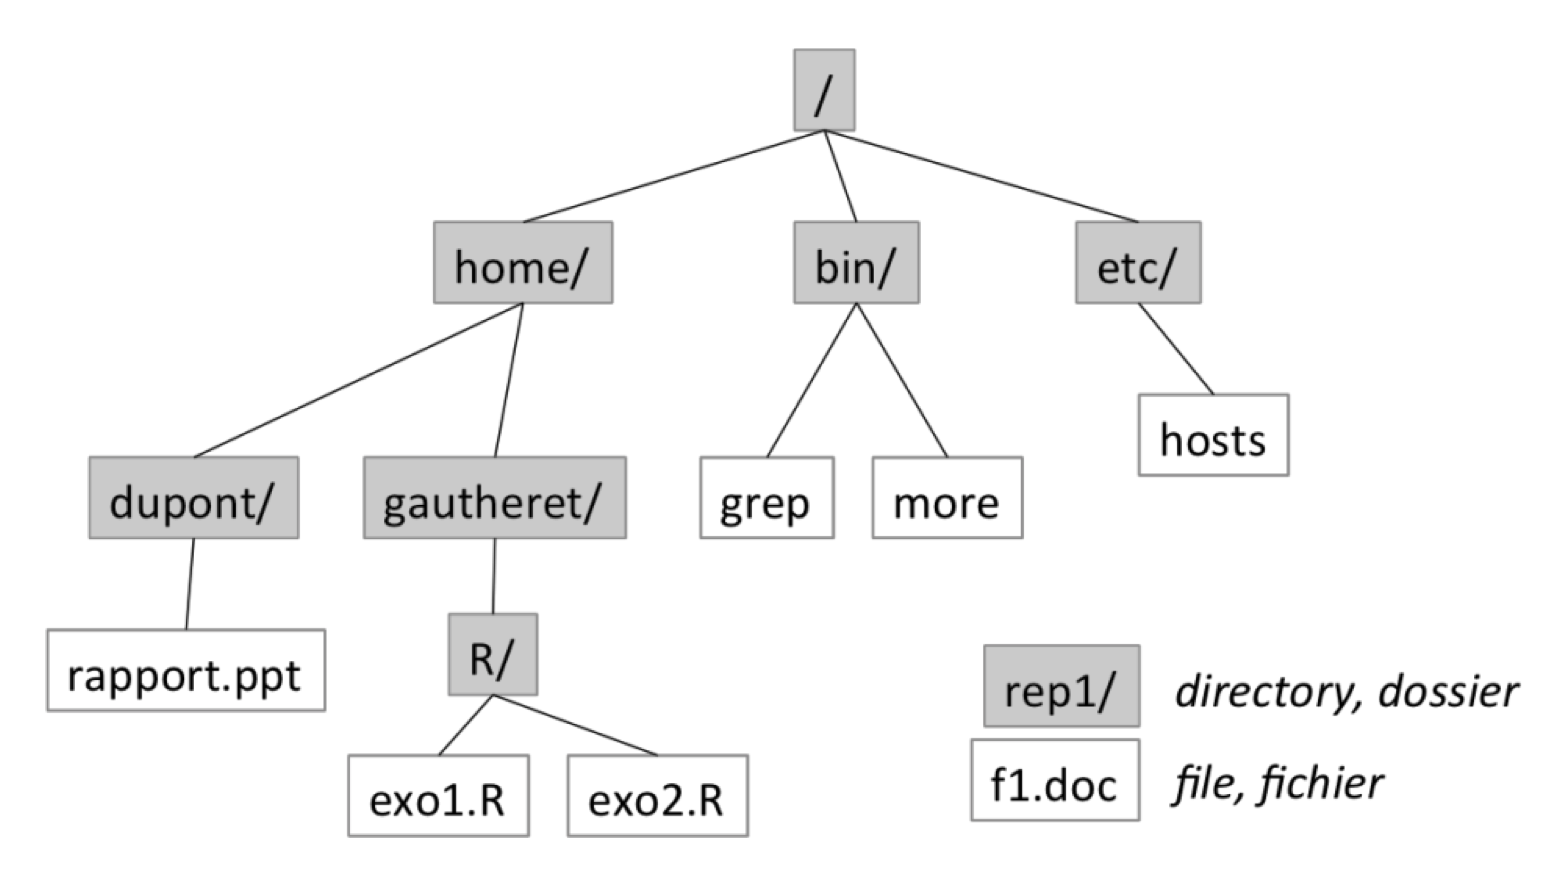 /
home/
bin/
etc/
hosts
dupont/
gautheret/
grep
more
rapport.ppt
R/
rep1/ directory, dossier
exo1.R
exo2.R
f1.doc file, fichier